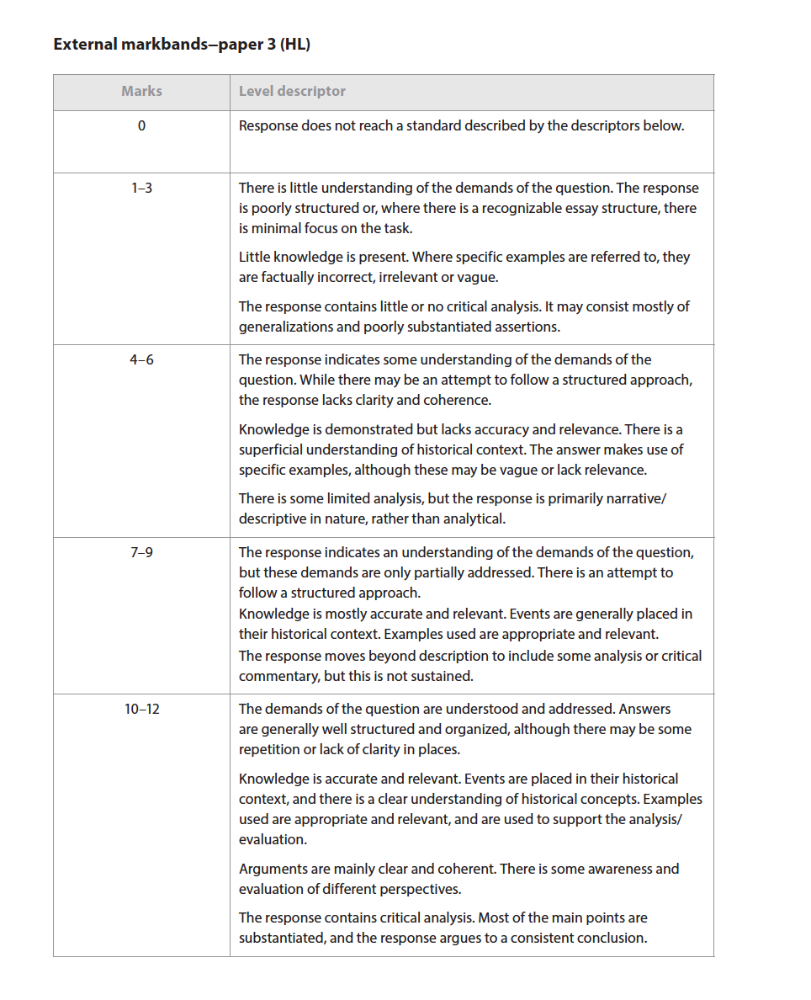 External markbands–paper 3 (HL)
Marks Level descriptor
0 Response does not reach a standard described by the descriptors below.
1–3 There is little understanding of the demands of the question. The response
is poorly structured or, where there is a recognizable essay structure, there
is minimal focus on the task.
Little knowledge is present. Where specific examples are referred to, they
are factually incorrect, irrelevant or vague.
The response contains little or no critical analysis. It may consist mostly of
generalizations and poorly substantiated assertions.
4–6 The response indicates some understanding of the demands of the
question. While there may be an attempt to follow a structured approach,
the response lacks clarity and coherence.
Knowledge is demonstrated but lacks accuracy and relevance. There is a
superficial understanding of historical context. The answer makes use of
specific examples, although these may be vague or lack relevance.
There is some limited analysis, but the response is primarily narrative/
descriptive in nature, rather than analytical.
7–9 The response indicates an understanding of the demands of the question,
but these demands are only partially addressed. There is an attempt to
follow a structured approach.
Knowledge is mostly accurate and relevant. Events are generally placed in
their historical context. Examples used are appropriate and relevant.
The response moves beyond description to include some analysis or critical
commentary, but this is not sustained.
10–12 The demands of the question are understood and addressed. Answers
are generally well structured and organized, although there may be some
repetition or lack of clarity in places.
Knowledge is accurate and relevant. Events are placed in their historical
context, and there is a clear understanding of historical concepts. Examples
used are appropriate and relevant, and are used to support the analysis/
evaluation.
Arguments are mainly clear and coherent. There is some awareness and
evaluation of different perspectives.
The response contains critical analysis. Most of the main points are
substantiated, and the response argues to a consistent conclusion.